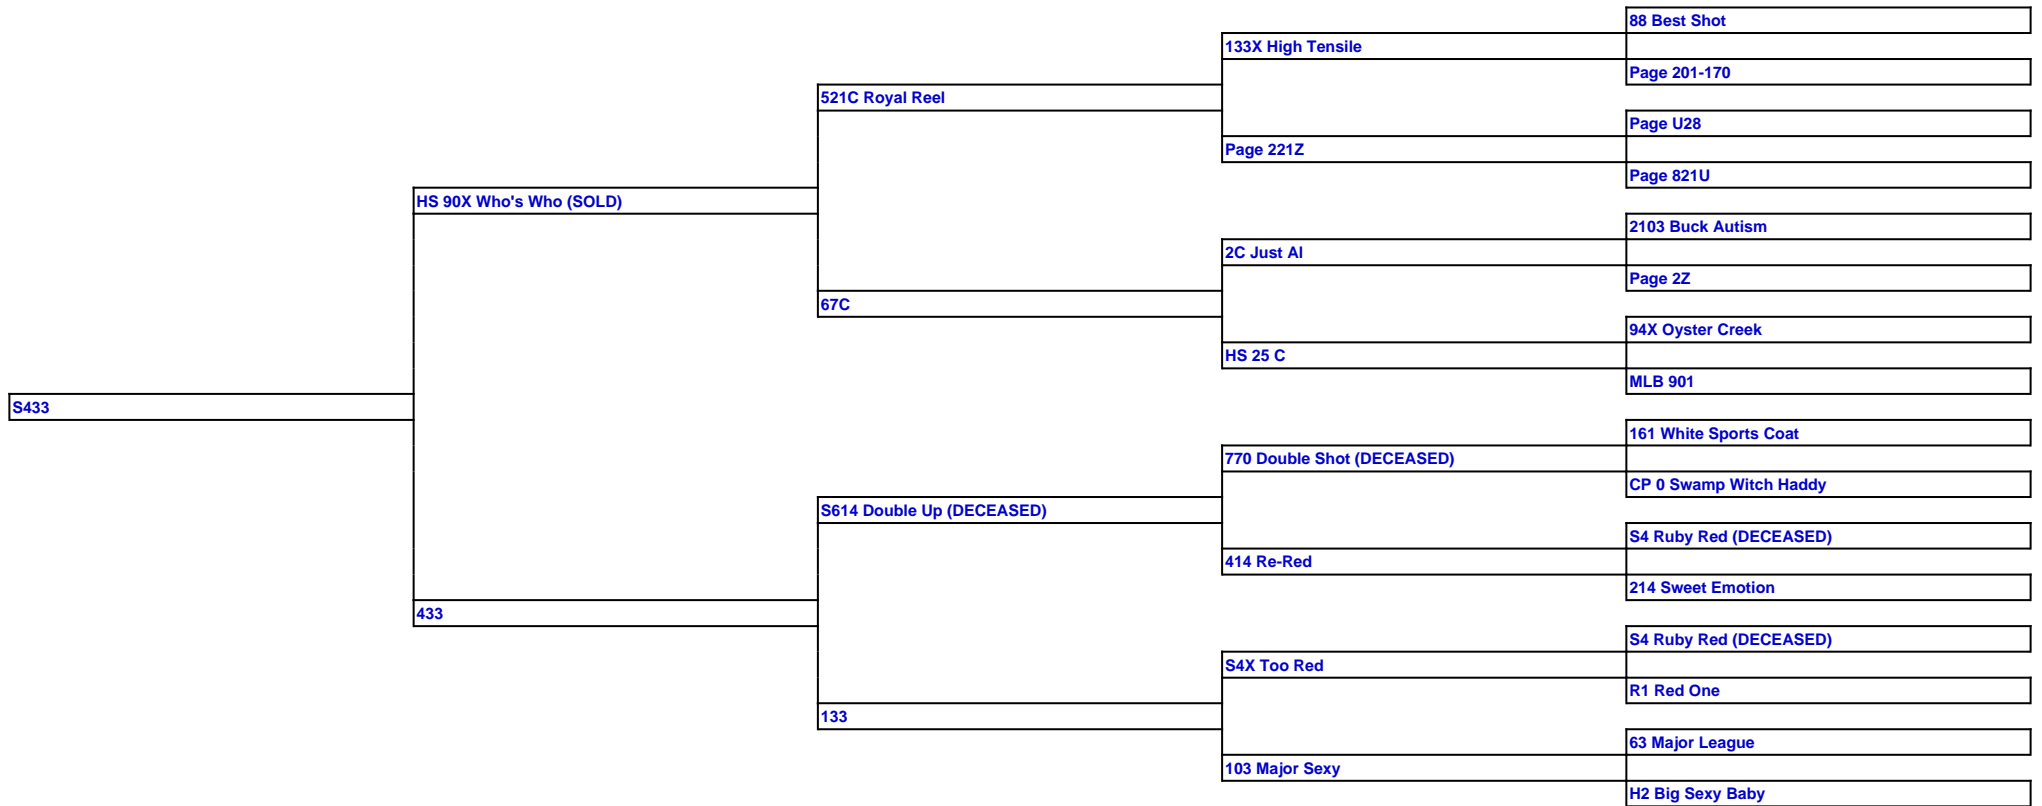 88 Best Shot
133X High Tensile
Page 201-170
521C Royal Reel
Page U28
Page 221Z
Page 821U
HS 90X Who's Who (SOLD)
2103 Buck Autism
2C Just AI
Page 2Z
67C
94X Oyster Creek
HS 25 C
MLB 901
S433
161 White Sports Coat
770 Double Shot (DECEASED)
CP 0 Swamp Witch Haddy
S614 Double Up (DECEASED)
S4 Ruby Red (DECEASED)
414 Re-Red
214 Sweet Emotion
433
S4 Ruby Red (DECEASED)
S4X Too Red
R1 Red One
133
63 Major League
103 Major Sexy
H2 Big Sexy Baby